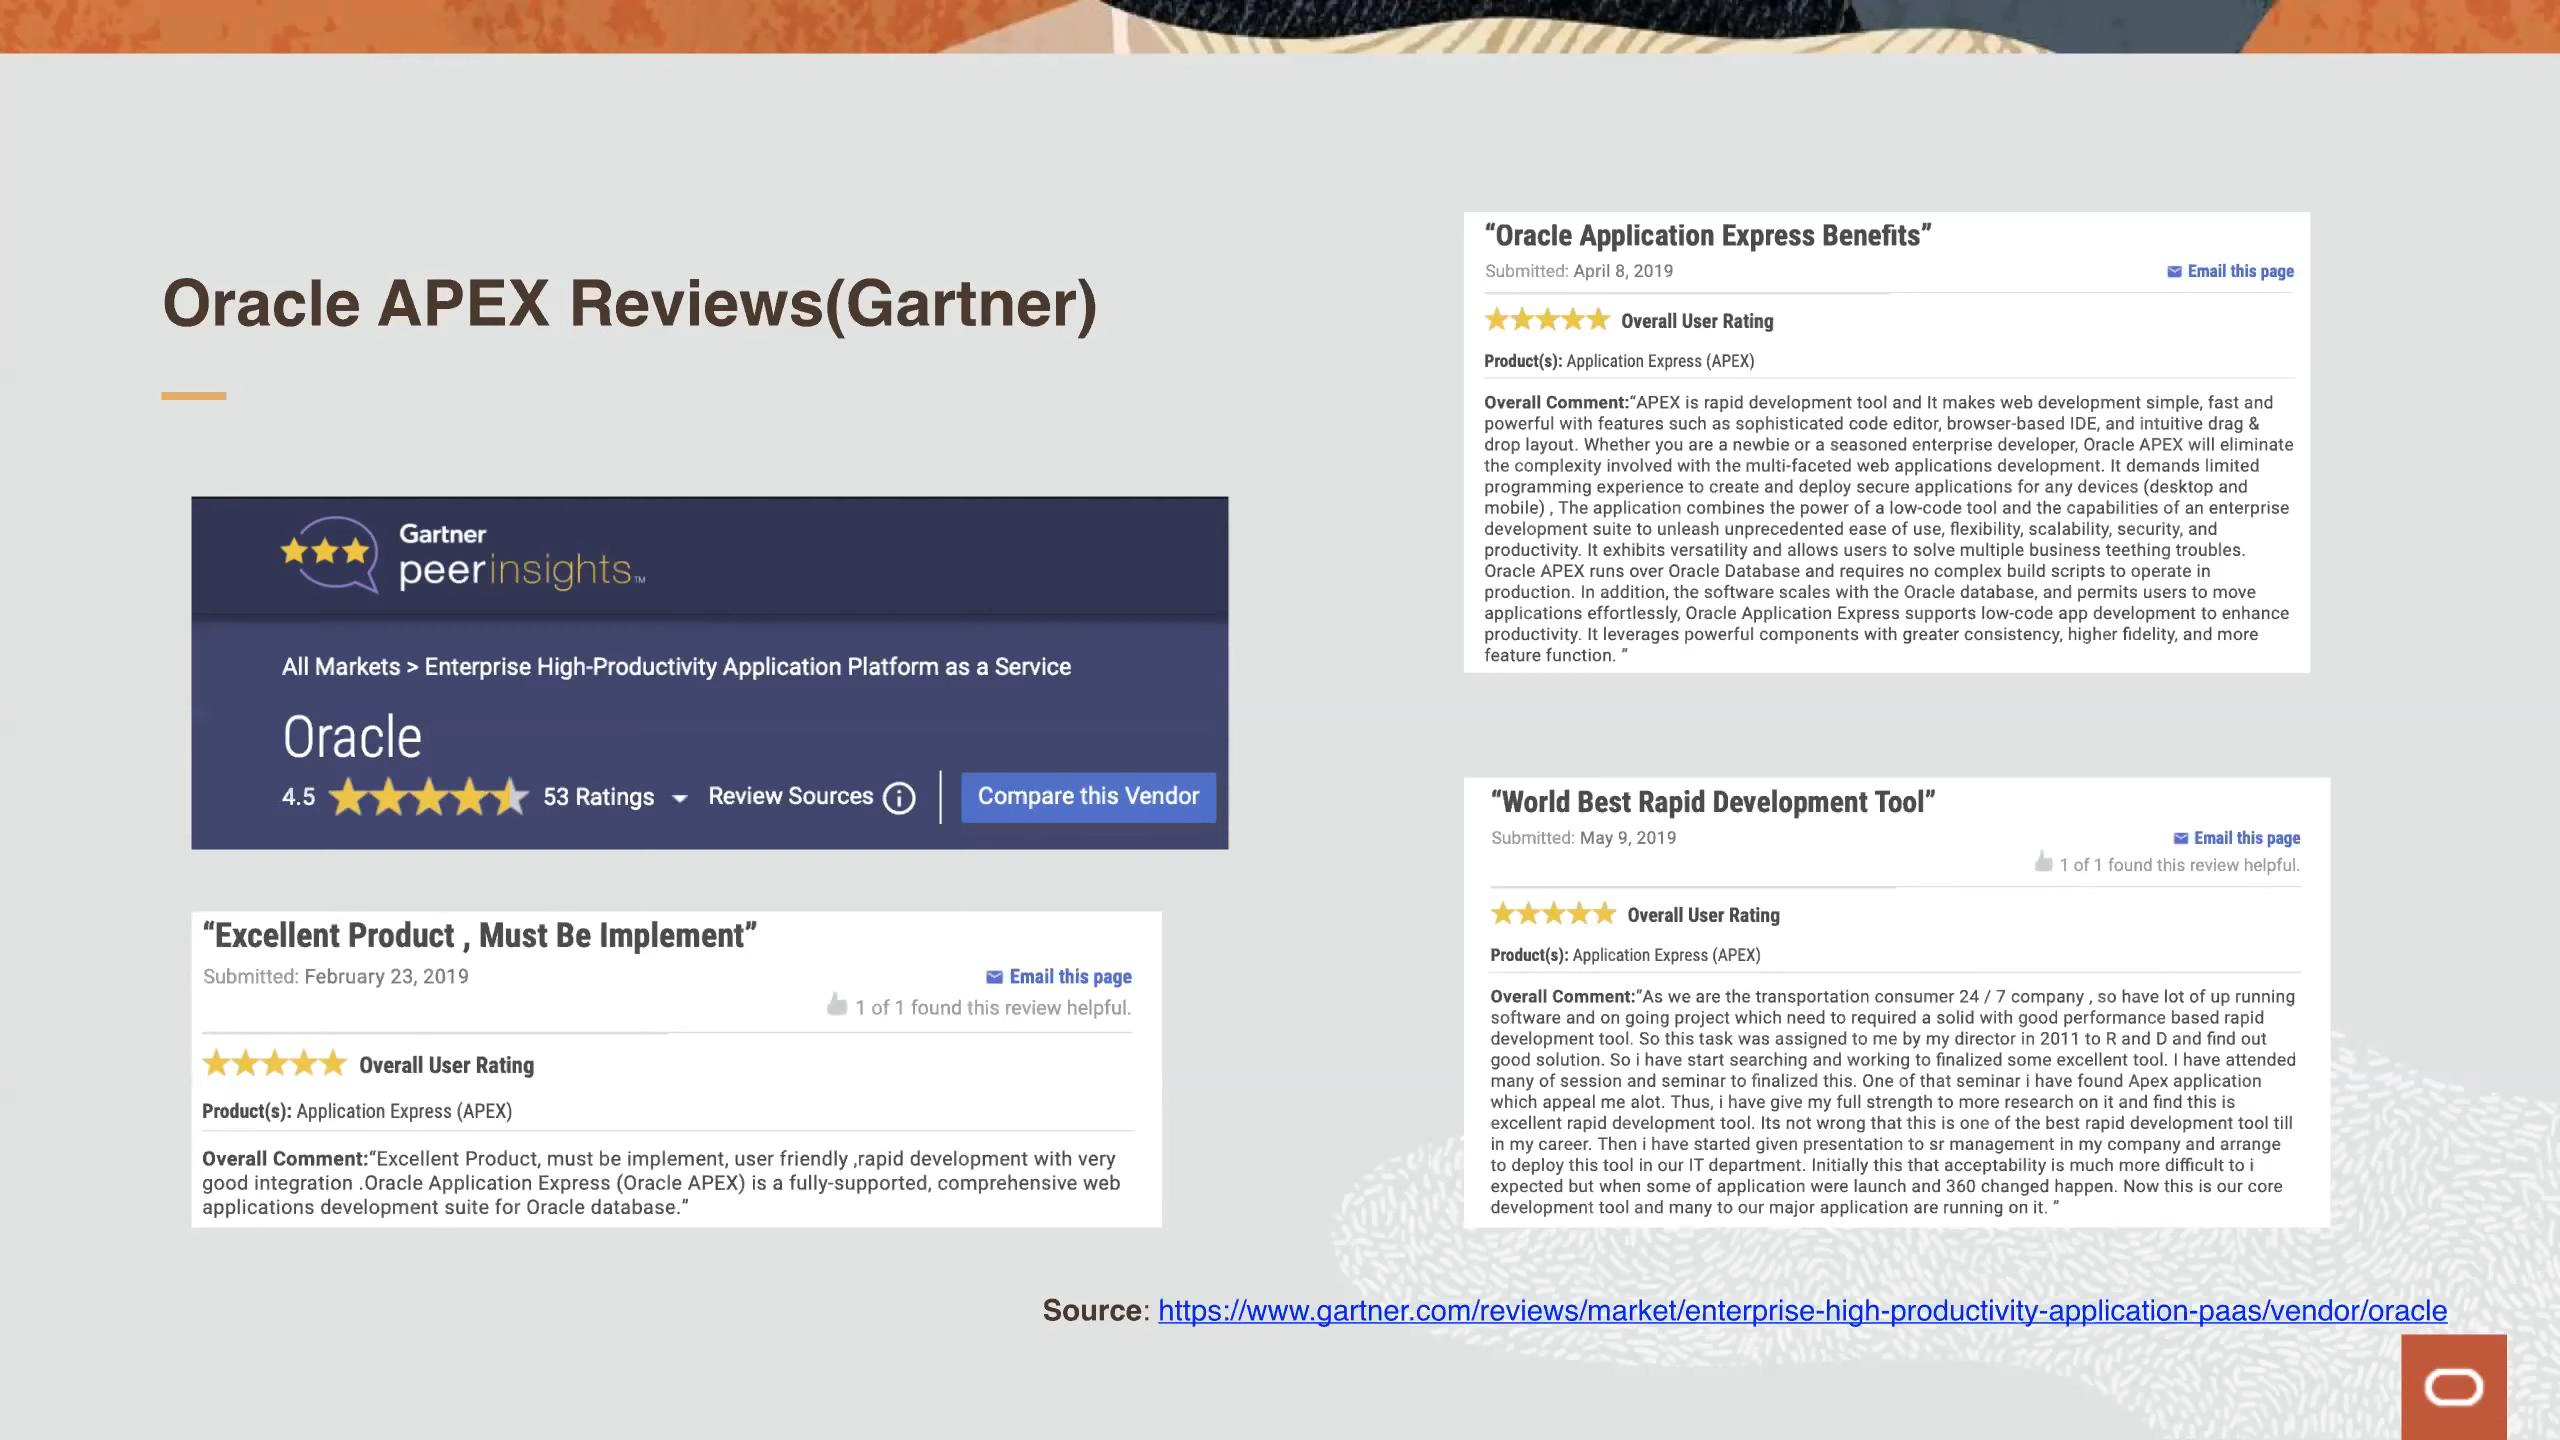 Oracle APEX Reviews(Gartner)
Gartner
peerinsights™
All Markets > Enterprise High-Productivity Application Platform as a Service
Oracle
4.5 53 Ratings Review Sources Compare this Vendor
“Excellent Product , Must Be Implement”
Submitted: February 23, 2019 Email this page
1 of 1 found this review helpful.
Overall User Rating
Product(s): Application Express (APEX)
Overall Comment:“Excellent Product, must be implement, user friendly ,rapid development with very
good integration .Oracle Application Express (Oracle APEX) is a fully-supported, comprehensive web
applications development suite for Oracle database.”
“Oracle Application Express Benefits”
Submitted: April 8, 2019 Email this page
Overall User Rating
Product(s): Application Express (APEX)
Overall Comment:“APEX is rapid development tool and It makes web development simple, fast and
powerful with features such as sophisticated code editor, browser-based IDE, and intuitive drag &
drop layout. Whether you are a newbie or a seasoned enterprise developer, Oracle APEX will eliminate
the complexity involved with the multi-faceted web applications development. It demands limited
programming experience to create and deploy secure applications for any devices (desktop and
mobile) , The application combines the power of a low-code tool and the capabilities of an enterprise
development suite to unleash unprecedented ease of use, flexibility, scalability, security, and
productivity. It exhibits versatility and allows users to solve multiple business teething troubles.
Oracle APEX runs over Oracle Database and requires no complex build scripts to operate in
production. In addition, the software scales with the Oracle database, and permits users to move
applications effortlessly, Oracle Application Express supports low-code app development to enhance
productivity. It leverages powerful components with greater consistency, higher fidelity, and more
feature function. ”
“World Best Rapid Development Tool”
Submitted: May 9, 2019 Email this page
1 of 1 found this review helpful.
Overall User Rating
Product(s): Application Express (APEX)
Overall Comment:“As we are the transportation consumer 24 / 7 company , so have lot of up running
software and on going project which need to required a solid with good performance based rapid
development tool. So this task was assigned to me by my director in 2011 to R and D and find out
good solution. So i have start searching and working to finalized some excellent tool. I have attended
many of session and seminar to finalized this. One of that seminar i have found Apex application
which appeal me alot. Thus, i have give my full strength to more research on it and find this is
excellent rapid development tool. Its not wrong that this is one of the best rapid development tool till
in my career. Then i have started given presentation to sr management in my company and arrange
to deploy this tool in our IT department. Initially this that acceptability is much more difficult to i
expected but when some of application were launch and 360 changed happen. Now this is our core
development tool and many to our major application are running on it. ”
Source: https://www.gartner.com/reviews/market/enterprise-high-productivity-application-paas/vendor/oracle